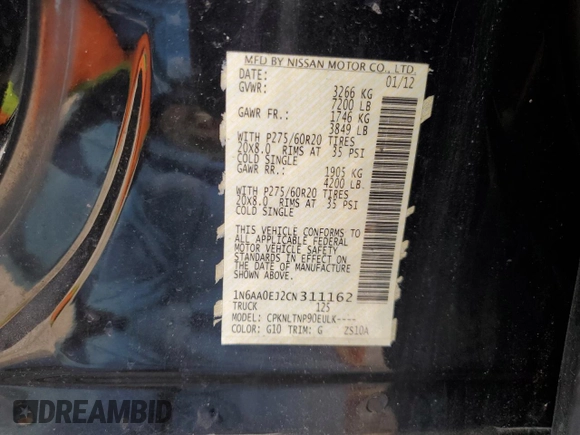 MFD BY NISSAN MOTOR CO., LTD.
DATE: 01/12
GVWR: 3266 KG
7200 LB
GAWR FR.: 1746 KG
3849 LB
WITH P275/60R20 TIRES
20X8.0 RIMS AT 35 PSI
COLD SINGLE
GAWR RR.: 1905 KG
4200 LB
WITH P275/60R20 TIRES
20X8.0 RIMS AT 35 PSI
COLD SINGLE
THIS VEHICLE CONFORMS TO
ALL APPLICABLE FEDERAL
MOTOR VEHICLE SAFETY
STANDARDS IN EFFECT ON
THE DATE OF MANUFACTURE
SHOWN ABOVE.
1N6AA0EJ2CN311162
TRUCK 125
MODEL: CPKNLTNP90EULK----
COLOR: G10 TRIM: G ZS10A
DREAMBID